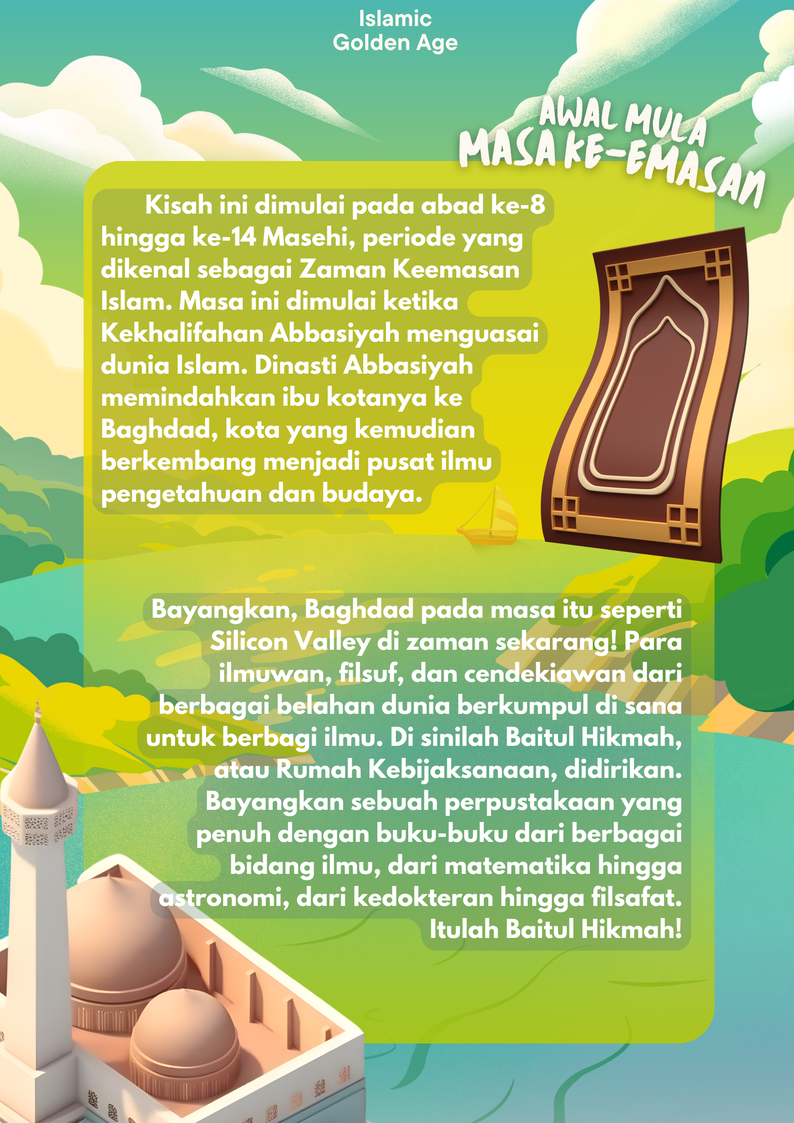 Islamic
Golden Age
AWAL MULA
MASA KE-EMASAN
Kisah ini dimulai pada abad ke-8
hingga ke-14 Masehi, periode yang
dikenal sebagai Zaman Keemasan
Islam. Masa ini dimulai ketika
Kekhalifahan Abbasiyah menguasai
dunia Islam. Dinasti Abbasiyah
memindahkan ibu kotanya ke
Baghdad, kota yang kemudian
berkembang menjadi pusat ilmu
pengetahuan dan budaya.
Bayangkan, Baghdad pada masa itu seperti
Silicon Valley di zaman sekarang! Para
ilmuwan, filsuf, dan cendekiawan dari
berbagai belahan dunia berkumpul di sana
untuk berbagi ilmu. Di sinilah Baitul Hikmah,
atau Rumah Kebijaksanaan, didirikan.
Bayangkan sebuah perpustakaan yang
penuh dengan buku-buku dari berbagai
bidang ilmu, dari matematika hingga
astronomi, dari kedokteran hingga filsafat.
Itulah Baitul Hikmah!